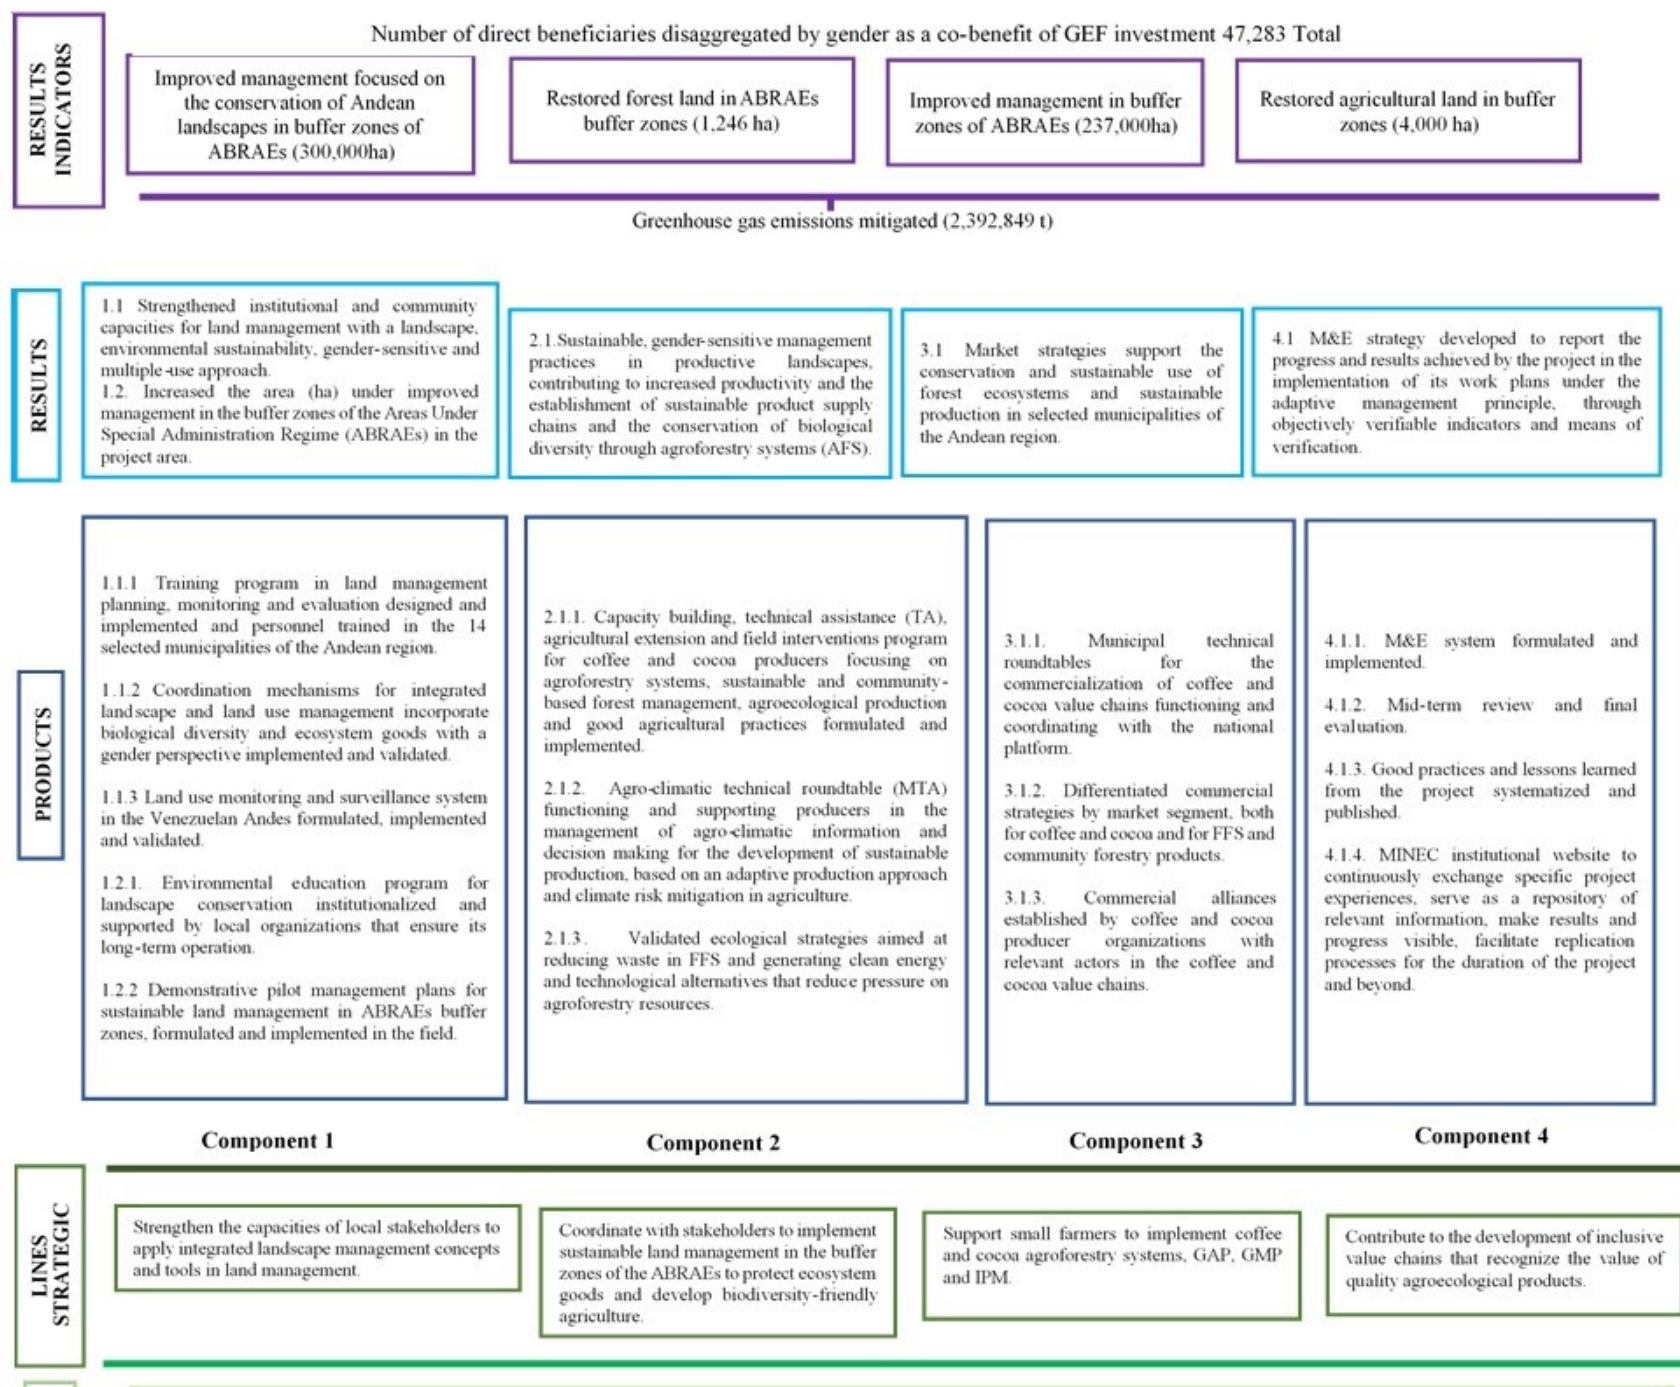 RESULTS
INDICATORS
Number of direct beneficiaries disaggregated by gender as a co-benefit of GEF investment 47,283 Total
Improved management focused on
the conservation of Andean
landscapes in buffer zones of
ABRAEs (300,000ha)
Restored forest land in ABRAEs
buffer zones (1,246 ha)
Improved management in buffer
zones of ABRAEs (237,000ha)
Restored agricultural land in buffer
zones (4,000 ha)
Greenhouse gas emissions mitigated (2,392,849 t)
RESULTS
1.1 Strengthened institutional and community
capacities for land management with a landscape,
environmental sustainability, gender-sensitive and
multiple-use approach.
1.2. Increased the area (ha) under improved
management in the buffer zones of the Areas Under
Special Administration Regime (ABRAEs) in the
project area.
2.1.Sustainable, gender-sensitive management
practices in productive landscapes,
contributing to increased productivity and the
establishment of sustainable product supply
chains and the conservation of biological
diversity through agroforestry systems (AFS).
3.1 Market strategies support the
conservation and sustainable use of
forest ecosystems and sustainable
production in selected municipalities of
the Andean region.
4.1 M&E strategy developed to report the
progress and results achieved by the project in the
implementation of its work plans under the
adaptive management principle, through
objectively verifiable indicators and means of
verification.
PRODUCTS
1.1.1 Training program in land management
planning, monitoring and evaluation designed and
implemented and personnel trained in the 14
selected municipalities of the Andean region.
1.1.2 Coordination mechanisms for integrated
landscape and land use management incorporate
biological diversity and ecosystem goods with a
gender perspective implemented and validated.
1.1.3 Land use monitoring and surveillance system
in the Venezuelan Andes formulated, implemented
and validated.
1.2.1. Environmental education program for
landscape conservation institutionalized and
supported by local organizations that ensure its
long-term operation.
1.2.2 Demonstrative pilot management plans for
sustainable land management in ABRAEs buffer
zones, formulated and implemented in the field.
2.1.1. Capacity building, technical assistance (TA),
agricultural extension and field interventions program
for coffee and cocoa producers focusing on
agroforestry systems, sustainable and community-
based forest management, agroecological production
and good agricultural practices formulated and
implemented.
2.1.2. Agro-climatic technical roundtable (MTA)
functioning and supporting producers in the
management of agro-climatic information and
decision making for the development of sustainable
production, based on an adaptive production approach
and climate risk mitigation in agriculture.
2.1.3. Validated ecological strategies aimed at
reducing waste in FFS and generating clean energy
and technological alternatives that reduce pressure on
agroforestry resources.
3.1.1. Municipal technical
roundtables for the
commercialization of coffee and
cocoa value chains functioning and
coordinating with the national
platform.
3.1.2. Differentiated commercial
strategies by market segment, both
for coffee and cocoa and for FFS and
community forestry products.
3.1.3. Commercial alliances
established by coffee and cocoa
producer organizations with
relevant actors in the coffee and
cocoa value chains.
4.1.1. M&E system formulated and
implemented.
4.1.2. Mid-term review and final
evaluation.
4.1.3. Good practices and lessons learned
from the project systematized and
published.
4.1.4. MINEC institutional website to
continuously exchange specific project
experiences, serve as a repository of
relevant information, make results and
progress visible, facilitate replication
processes for the duration of the project
and beyond.
Component 1
Component 2
Component 3
Component 4
LINES
STRATEGIC
Strengthen the capacities of local stakeholders to
apply integrated landscape management concepts
and tools in land management.
Coordinate with stakeholders to implement
sustainable land management in the buffer
zones of the ABRAEs to protect ecosystem
goods and develop biodiversity-friendly
agriculture.
Support small farmers to implement coffee
and cocoa agroforestry systems, GAP, GMP
and IPM.
Contribute to the development of inclusive
value chains that recognize the value of
quality agroecological products.